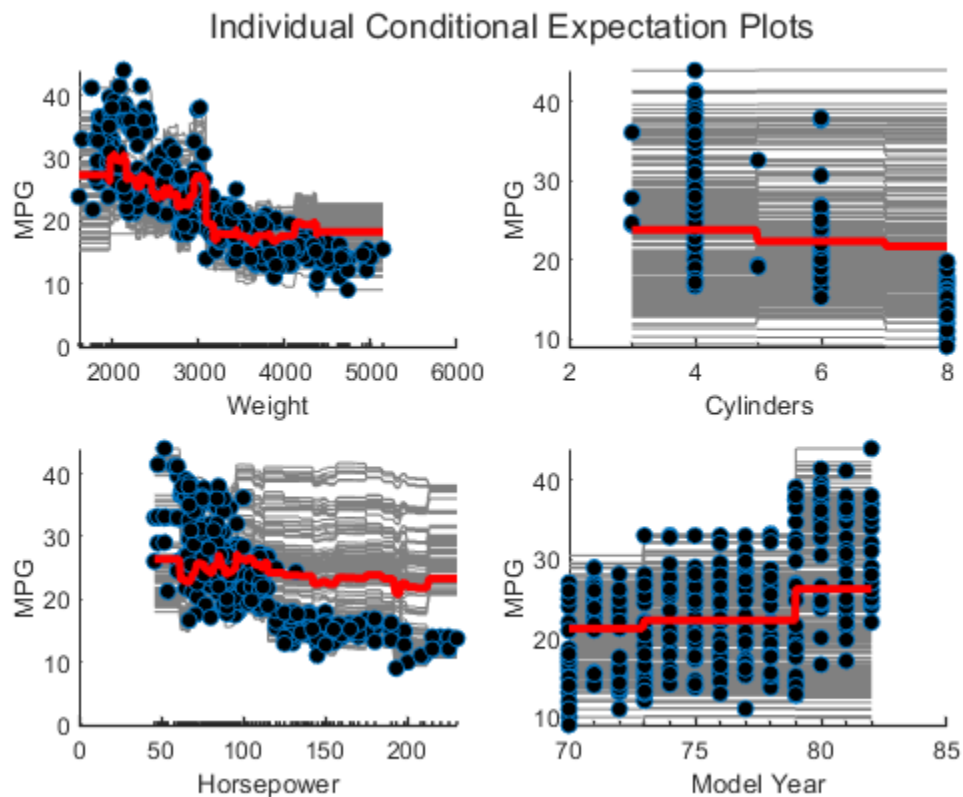 Individual Conditional Expectation Plots
MPG
40
30
20
10
0
2000 3000 4000 5000 6000
Weight
MPG
40
30
20
10
2 4 6 8
Cylinders
MPG
40
30
20
10
0
0 50 100 150 200
Horsepower
MPG
40
30
20
10
70 75 80 85
Model Year